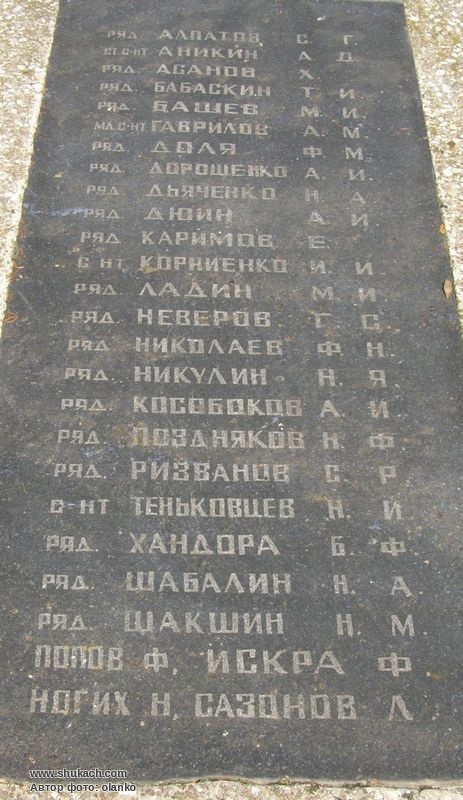 РЯД. АЛПАТОВ С. Г.
СТ. С-НТ АНИКИН А. Д.
РЯД. АСАНОВ Х.
РЯД. БАБАСКИН Т. И.
РЯД. БАШЕВ М. И.
МЛ. С-НТ ГАВРИЛОВ А. М.
РЯД. ДОЛЯ Ф. М.
РЯД. ДОРОШЕНКО А. И.
РЯД. ДЬЯЧЕНКО Н. А.
РЯД. ДЮИН А. И.
РЯД. КАРИМОВ Е.
С-НТ КОРНИЕНКО И. И.
РЯД. ЛАДИН М. И.
РЯД. НЕВЕРОВ Г. С.
РЯД. НИКОЛАЕВ Ф. Н.
РЯД. НИКУЛИН Н. Я.
РЯД. КОСОБОКОВ А. И.
РЯД. ПОЗДНЯКОВ Н. Ф.
РЯД. РИЗВАНОВ С. Р.
С-НТ ТЕНЬКОВЦЕВ Н. И.
РЯД. ХАНДОРА Б. Ф.
РЯД. ШАБАЛИН Н. А.
РЯД. ЩАКШИН Н. М.
ПОПОВ Ф, ИСКРА Ф
НОГИХ Н, САЗОНОВ Л.
www.shukach.com
Автор фото: olanko